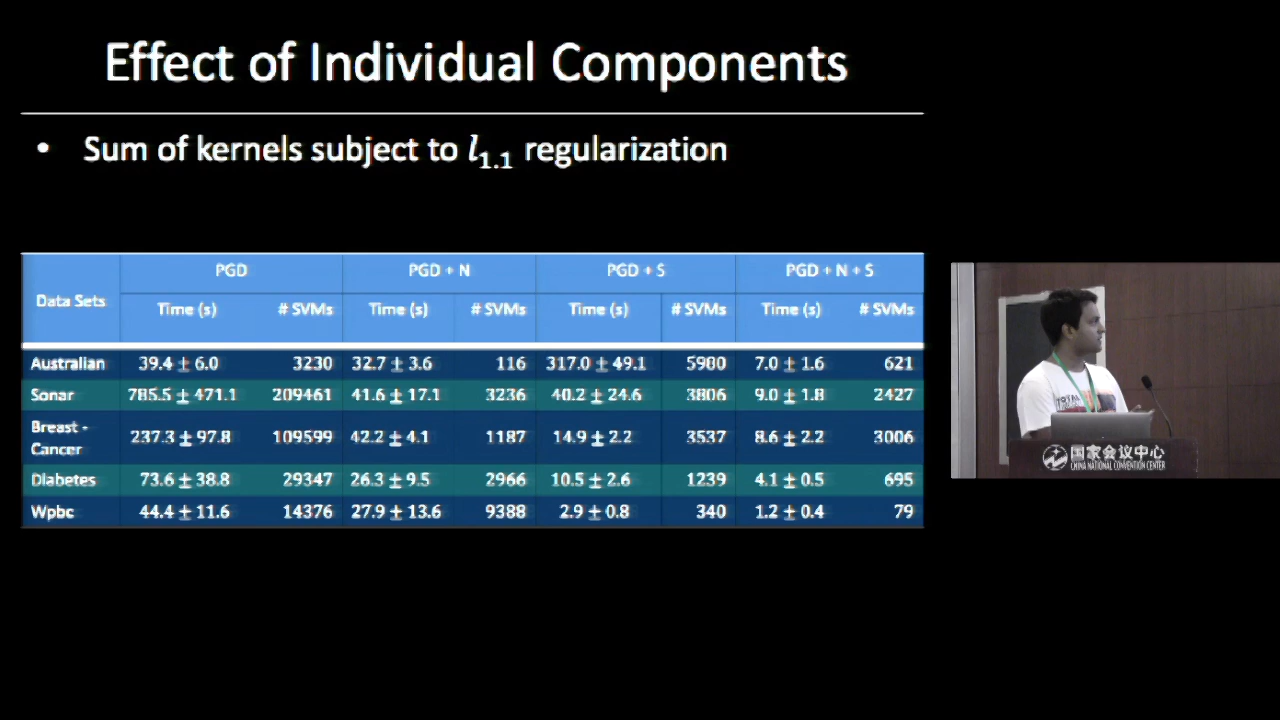 Effect of Individual Components
• Sum of kernels subject to l1.1 regularization
Data Sets PGD PGD + N PGD + S PGD + N + S
Time (s) # SVMs Time (s) # SVMs Time (s) # SVMs Time (s) # SVMs
Australian 39.4 ± 6.0 3230 32.7 ± 3.6 116 317.0 ± 49.1 5980 7.0 ± 1.6 621
Sonar 785.5 ± 471.1 209461 41.6 ± 17.1 3236 40.2 ± 24.6 3806 9.0 ± 1.8 2427
Breast - Cancer 237.3 ± 97.8 109599 42.2 ± 4.1 1187 14.9 ± 2.2 3537 8.6 ± 2.2 3006
Diabetes 73.6 ± 38.8 29347 26.3 ± 9.5 2966 10.5 ± 2.6 1239 4.1 ± 0.5 695
Wpbc 44.4 ± 11.6 14376 27.9 ± 13.6 9388 2.9 ± 0.8 340 1.2 ± 0.4 79
TOTAL
国家会议中心
CHINA NATIONAL CONVENTION CENTER